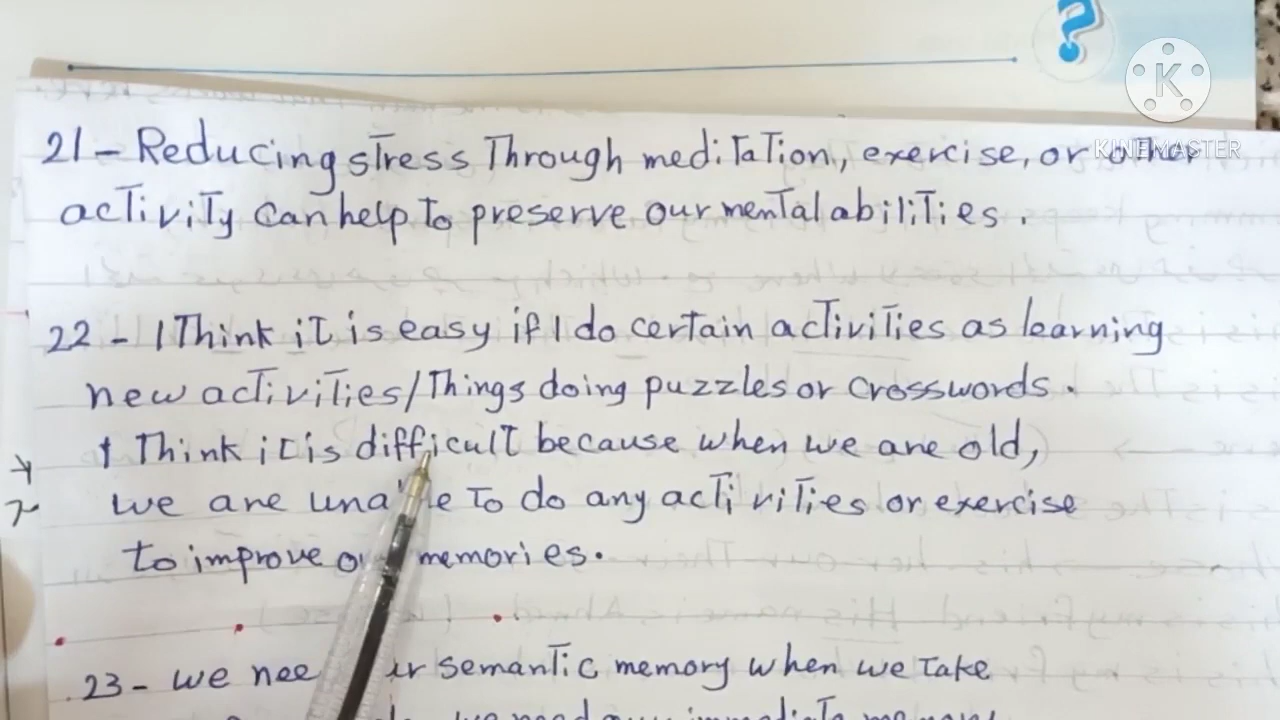 ?
K
KINEMASTER
21- Reducing stress Through mediTaTion, exercise, or other
acTiviTy can help To preserve our mental abiliTies.
22 - I Think iT is easy if I do certain acTiviTies as learning
new acTiviTies/Things doing puzzles or crosswords.
I Think iT is difficulT because when we are old,
we are To do any acTiviTies or exercise
to improve memories.
23- we semanTic memory when we Take
we need our immediaTe memory